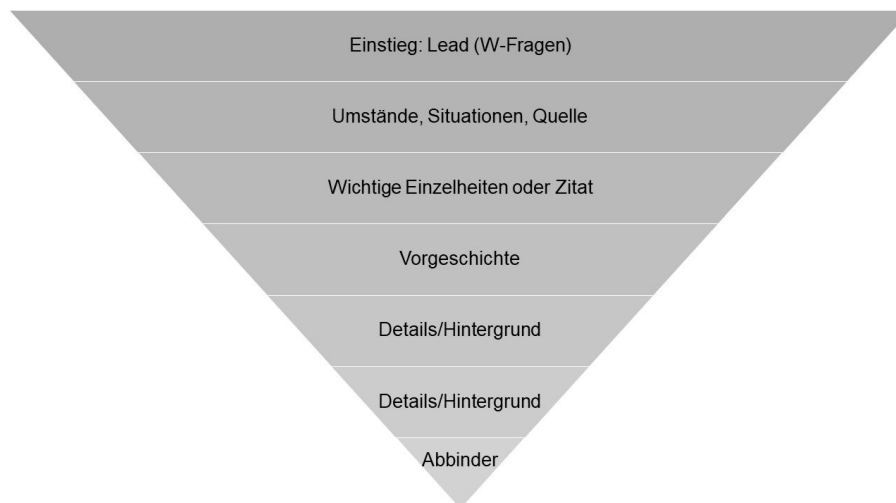 Einstieg: Lead (W-Fragen)
Umstände, Situationen, Quelle
Wichtige Einzelheiten oder Zitat
Vorgeschichte
Details/Hintergrund
Details/Hintergrund
Abbinder